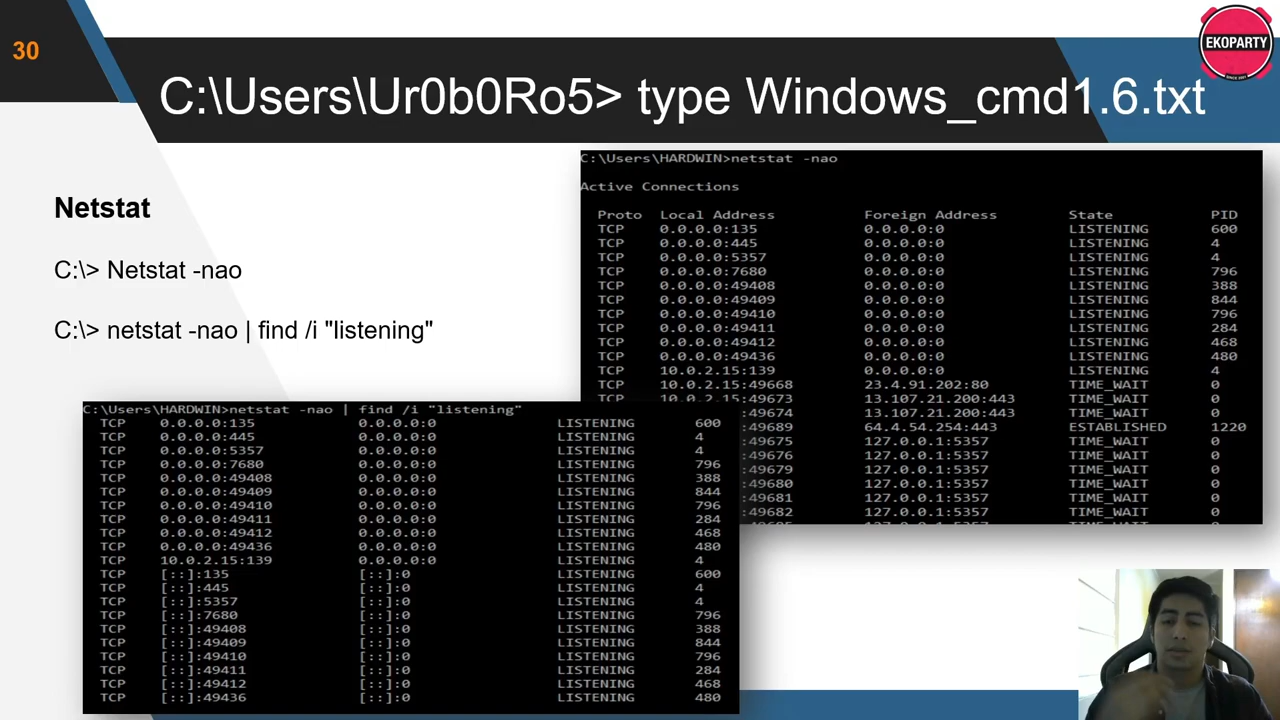 30
EKOPARTY
C:\Users\Ur0b0Ro5> type Windows_cmd1.6.txt
Netstat
C:\> Netstat -nao
C:\> netstat -nao | find /i "listening"
C:\Users\HARDWIN>netstat -nao
Active Connections
Proto Local Address Foreign Address State PID
TCP 0.0.0.0:135 0.0.0.0:0 LISTENING 600
TCP 0.0.0.0:445 0.0.0.0:0 LISTENING 4
TCP 0.0.0.0:5357 0.0.0.0:0 LISTENING 4
TCP 0.0.0.0:7680 0.0.0.0:0 LISTENING 796
TCP 0.0.0.0:49408 0.0.0.0:0 LISTENING 388
TCP 0.0.0.0:49409 0.0.0.0:0 LISTENING 844
TCP 0.0.0.0:49410 0.0.0.0:0 LISTENING 796
TCP 0.0.0.0:49411 0.0.0.0:0 LISTENING 284
TCP 0.0.0.0:49412 0.0.0.0:0 LISTENING 468
TCP 0.0.0.0:49436 0.0.0.0:0 LISTENING 480
TCP 10.0.2.15:139 0.0.0.0:0 LISTENING 4
TCP 10.0.2.15:49668 23.4.91.202:80 TIME_WAIT 0
TCP 10.0.2.15:49673 13.107.21.200:443 TIME_WAIT 0
:49674 13.107.21.200:443 TIME_WAIT 0
:49689 64.4.54.254:443 ESTABLISHED 1220
:49675 127.0.0.1:5357 TIME_WAIT 0
:49676 127.0.0.1:5357 TIME_WAIT 0
:49679 127.0.0.1:5357 TIME_WAIT 0
:49680 127.0.0.1:5357 TIME_WAIT 0
:49681 127.0.0.1:5357 TIME_WAIT 0
:49682 127.0.0.1:5357 TIME_WAIT 0
C:\Users\HARDWIN>netstat -nao | find /i "listening"
TCP 0.0.0.0:135 0.0.0.0:0 LISTENING 600
TCP 0.0.0.0:445 0.0.0.0:0 LISTENING 4
TCP 0.0.0.0:5357 0.0.0.0:0 LISTENING 4
TCP 0.0.0.0:7680 0.0.0.0:0 LISTENING 796
TCP 0.0.0.0:49408 0.0.0.0:0 LISTENING 388
TCP 0.0.0.0:49409 0.0.0.0:0 LISTENING 844
TCP 0.0.0.0:49410 0.0.0.0:0 LISTENING 796
TCP 0.0.0.0:49411 0.0.0.0:0 LISTENING 284
TCP 0.0.0.0:49412 0.0.0.0:0 LISTENING 468
TCP 0.0.0.0:49436 0.0.0.0:0 LISTENING 480
TCP 10.0.2.15:139 0.0.0.0:0 LISTENING 4
TCP [::]:135 [::]:0 LISTENING 600
TCP [::]:445 [::]:0 LISTENING 4
TCP [::]:5357 [::]:0 LISTENING 4
TCP [::]:7680 [::]:0 LISTENING 796
TCP [::]:49408 [::]:0 LISTENING 388
TCP [::]:49409 [::]:0 LISTENING 844
TCP [::]:49410 [::]:0 LISTENING 796
TCP [::]:49411 [::]:0 LISTENING 284
TCP [::]:49412 [::]:0 LISTENING 468
TCP [::]:49436 [::]:0 LISTENING 480